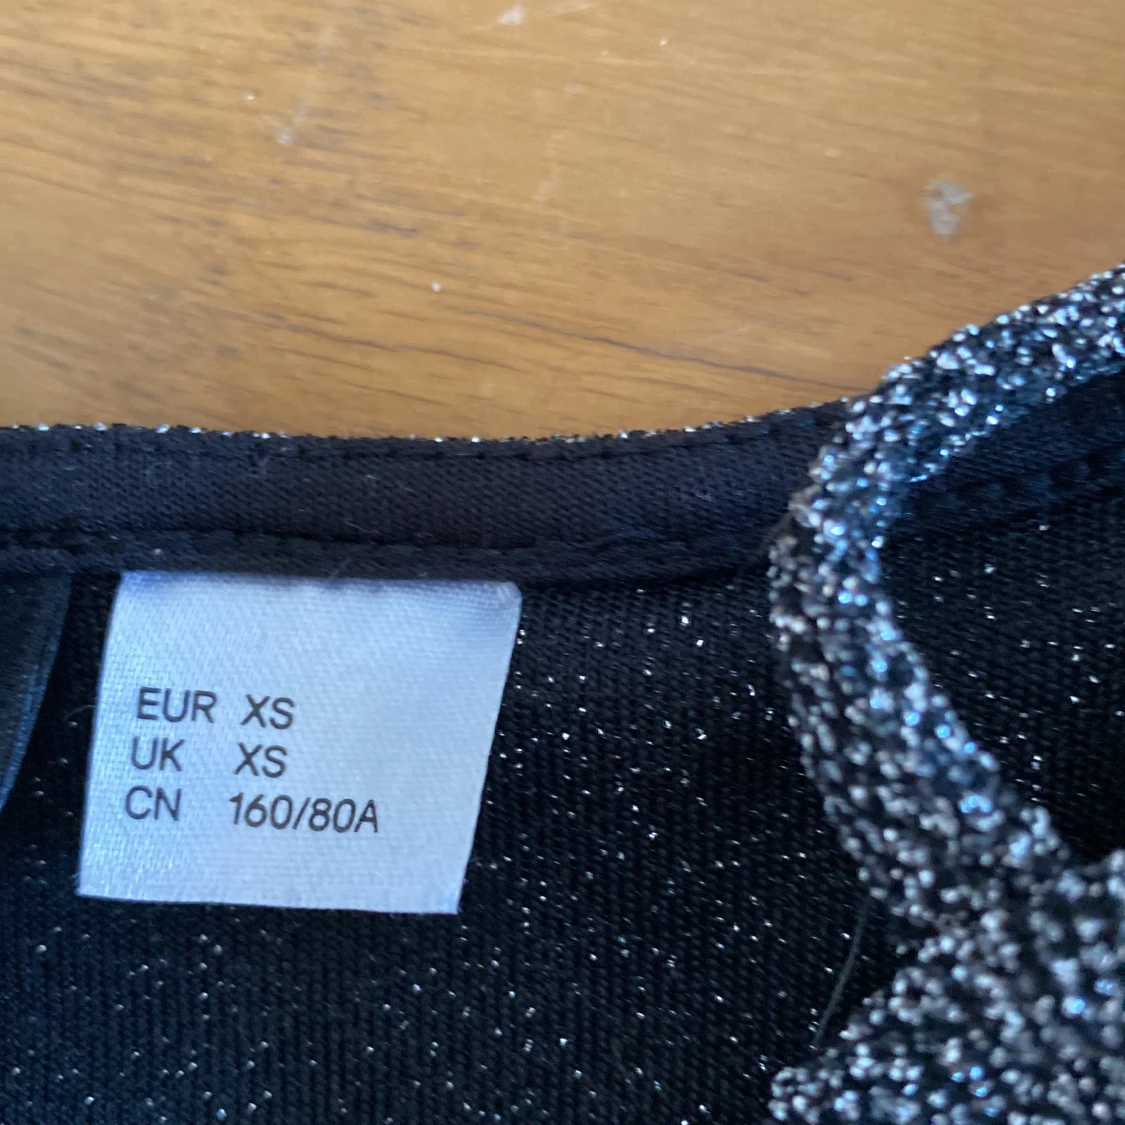 EUR XS
UK XS
CN 160/80A